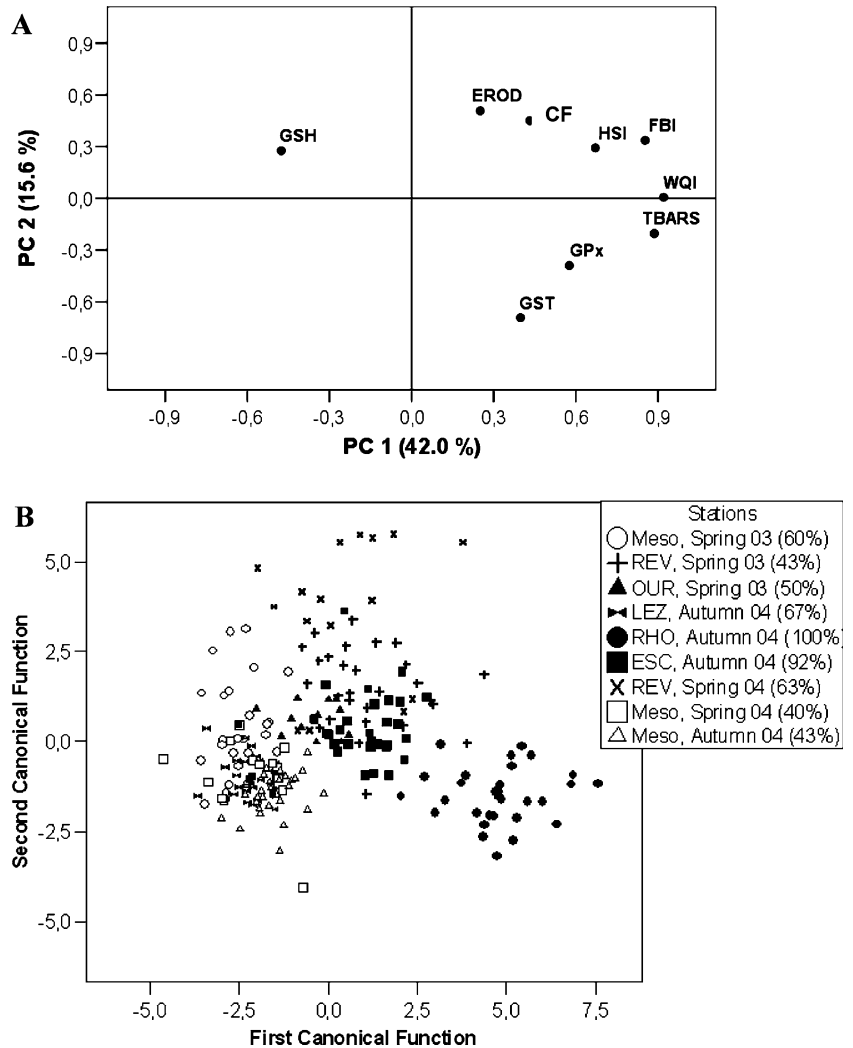 A
0,9
0,6
0,3
0,0
-0,3
-0,6
-0,9
PC 2 (15.6 %)
EROD
CF
GSH
HSI
FBI
WQI
TBARS
GPx
GST
-0,9
-0,6
-0,3
0,0
0,3
0,6
0,9
PC 1 (42.0 %)
B
5,0
2,5
0,0
-2,5
-5,0
Second Canonical Function
Stations
Meso, Spring 03 (60%)
REV, Spring 03 (43%)
OUR, Spring 03 (50%)
LEZ, Autumn 04 (67%)
RHO, Autumn 04 (100%)
ESC, Autumn 04 (92%)
REV, Spring 04 (63%)
Meso, Spring 04 (40%)
Meso, Autumn 04 (43%)
-5,0
-2,5
0,0
2,5
5,0
7,5
First Canonical Function